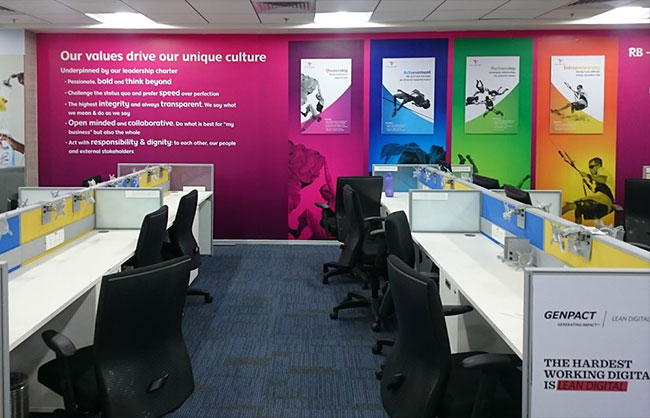 Our values drive our unique culture
Underpinned by our leadership charter
• Passionate, bold and think beyond
• Challenge the status quo and prefer speed over perfection
• The highest integrity and always transparent. We say what
we mean & do as we say
• Open minded and collaborative. Do what is best for "my
business" but also the whole
• Act with responsibility & dignity: to each other, our people
and external stakeholders
Ownership
Achievement
Partnership
Entrepreneurship
RB -
GENPACT
GENERATING IMPACT
LEAN DIGITAL
THE HARDEST
WORKING DIGITA
IS LEAN DIGITAL